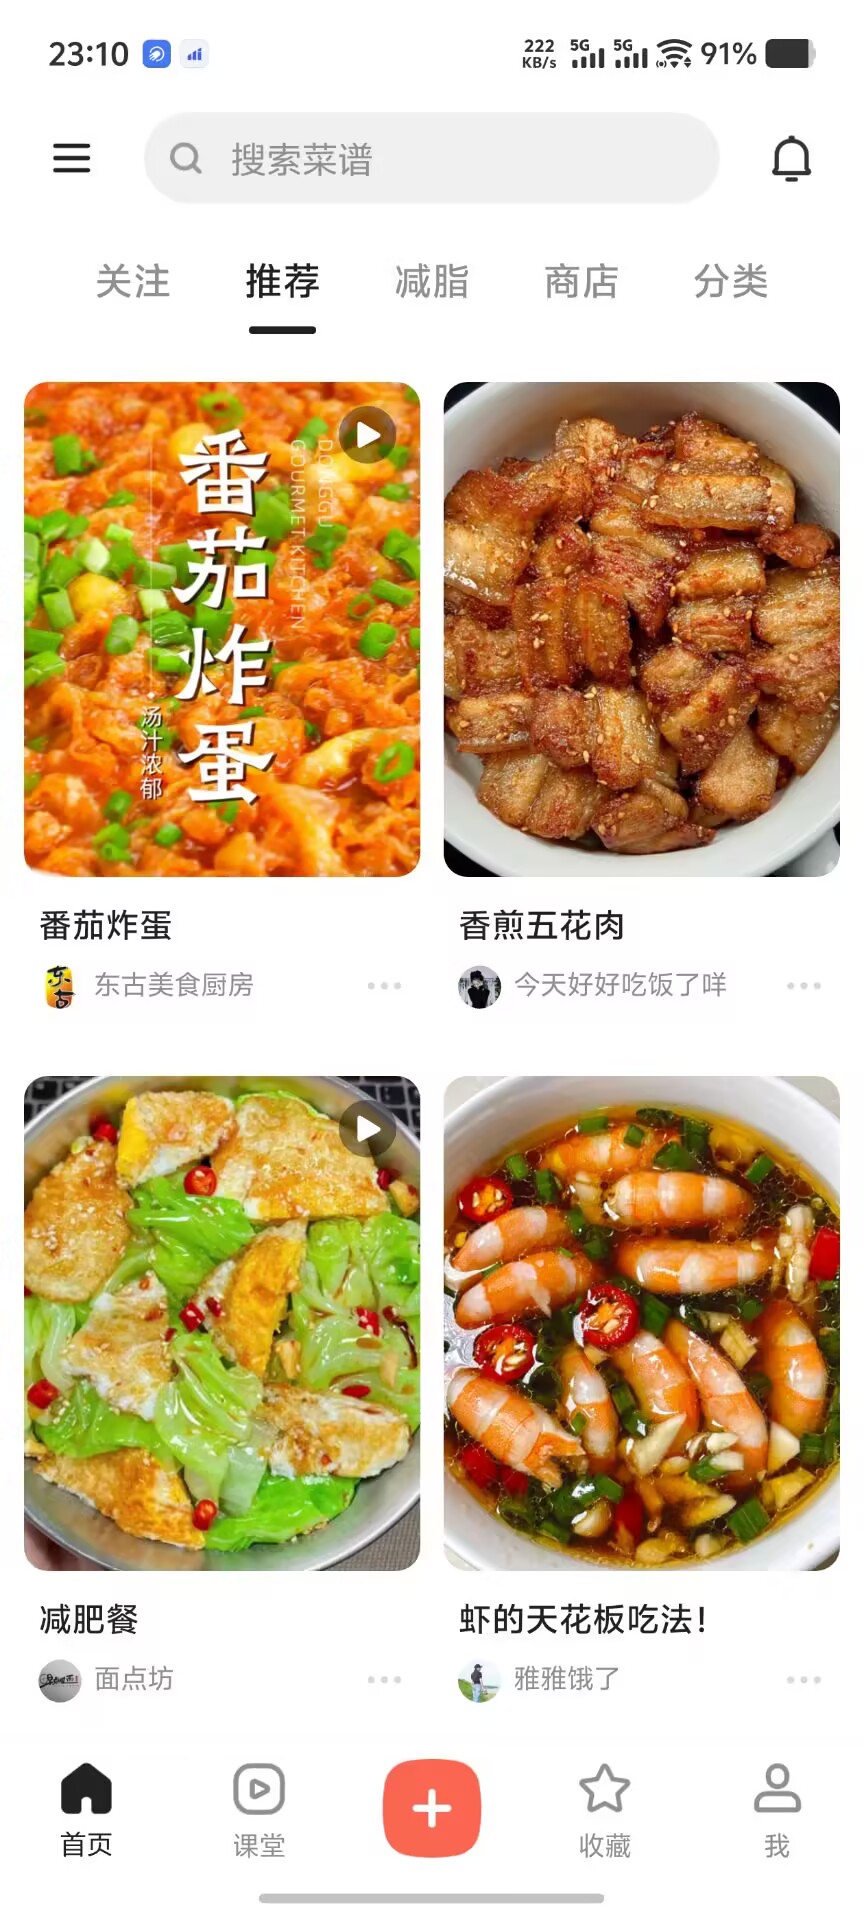 23:10
222 KB/s 5G 5G 91%
搜索菜谱
关注 推荐 减脂 商店 分类
番茄炸蛋
汤汁浓郁
DONGGU
GOURMET KITCHEN
番茄炸蛋
东古
东古美食厨房
香煎五花肉
今天好好吃饭了咩
减肥餐
面点坊
虾的天花板吃法!
雅雅饿了
首页 课堂 收藏 我